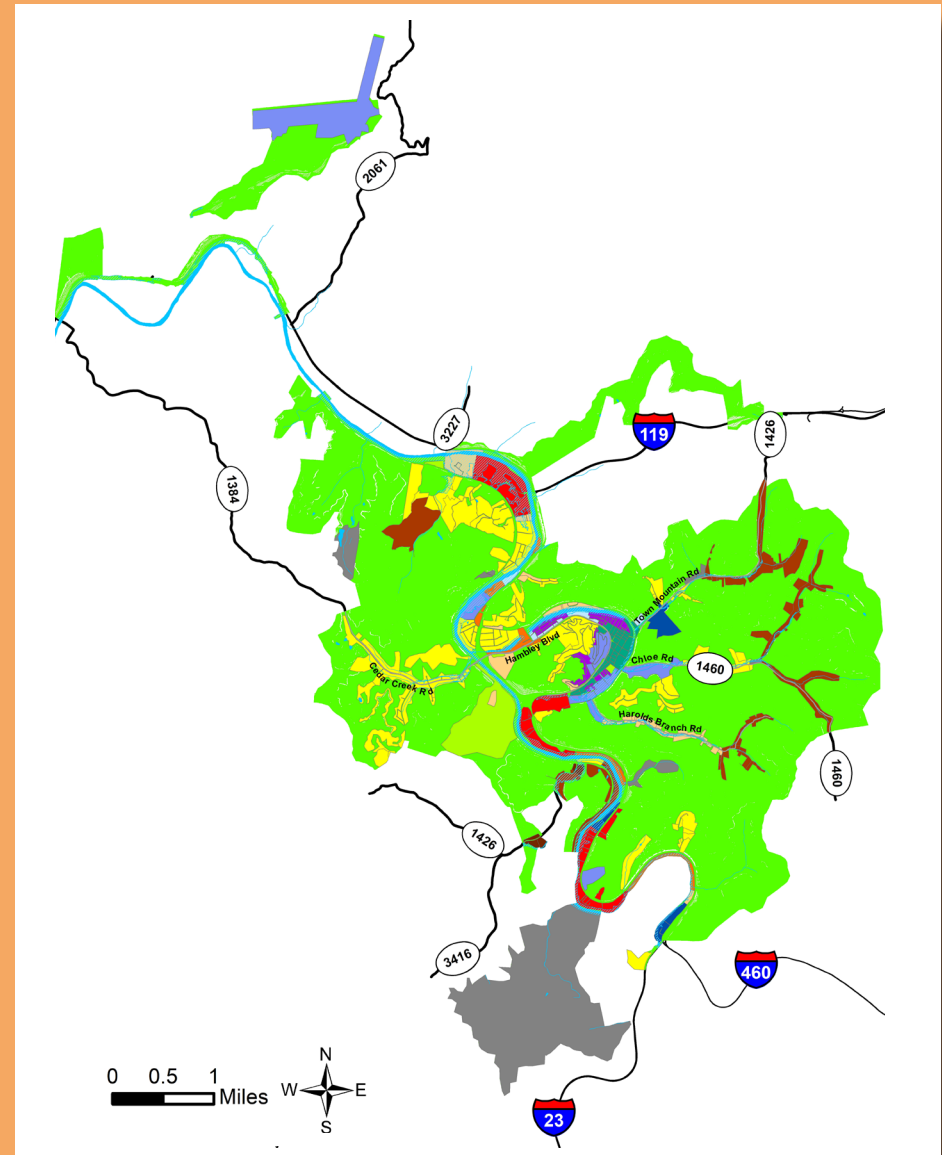 2061
3227
119
1426
1384
Town Mountain Rd
Hambley Blvd
Chloe Rd
1460
Cedar Creek Rd
Harolds Branch Rd
1460
1426
3416
460
N
0 0.5 1
W E
Miles
S
23